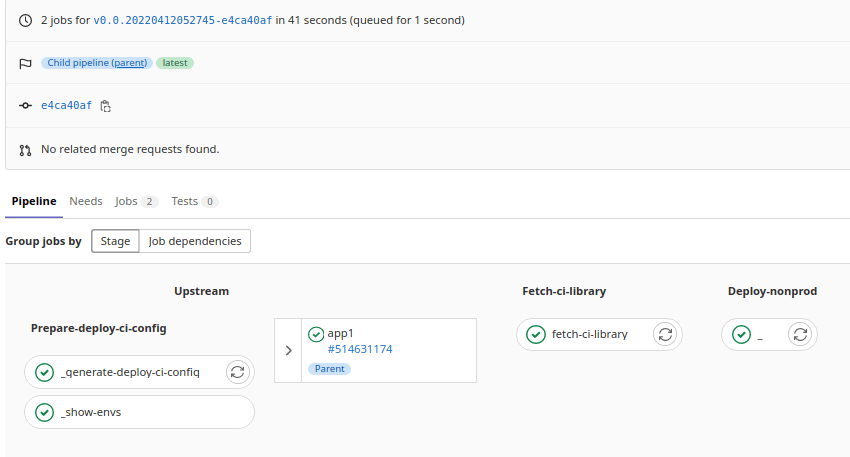 2 jobs for v0.0.20220412052745-e4ca40af in 41 seconds (queued for 1 second)
Child pipeline (parent) latest
e4ca40af
No related merge requests found.
Pipeline Needs Jobs 2 Tests 0
Group jobs by Stage Job dependencies
Upstream Fetch-ci-library Deploy-nonprod
Prepare-deploy-ci-config
app1
#514631174
Parent
fetch-ci-library
_
_generate-deploy-ci-config
_show-envs